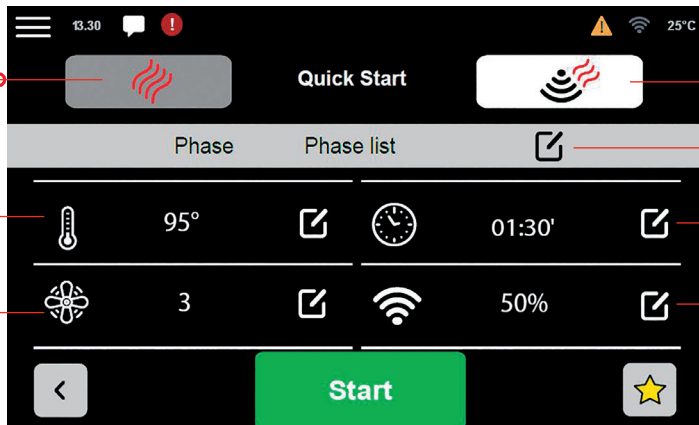 13.30 25°C
Quick Start
Phase Phase list
95° 01:30'
3 50%
Start